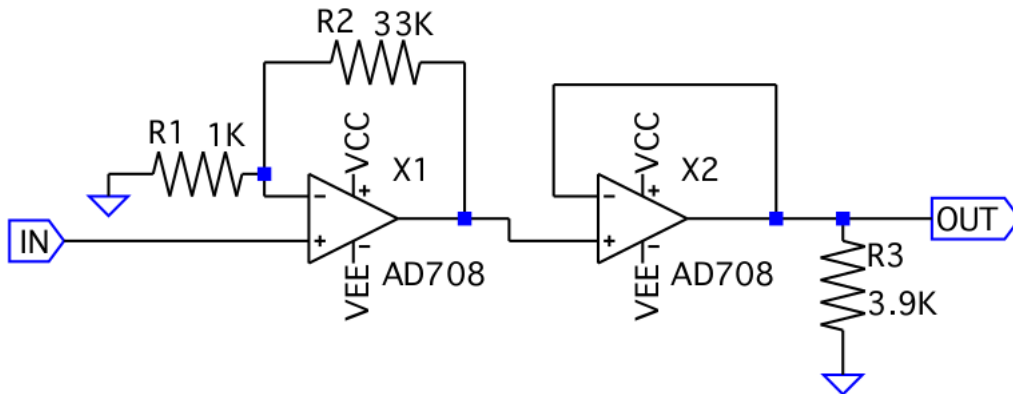 R2 33K
R1 1K
VCC
X1
VCC
X2
IN
OUT
- +
- +
+ -
+ -
VEE
AD708
VEE
AD708
R3
3.9K